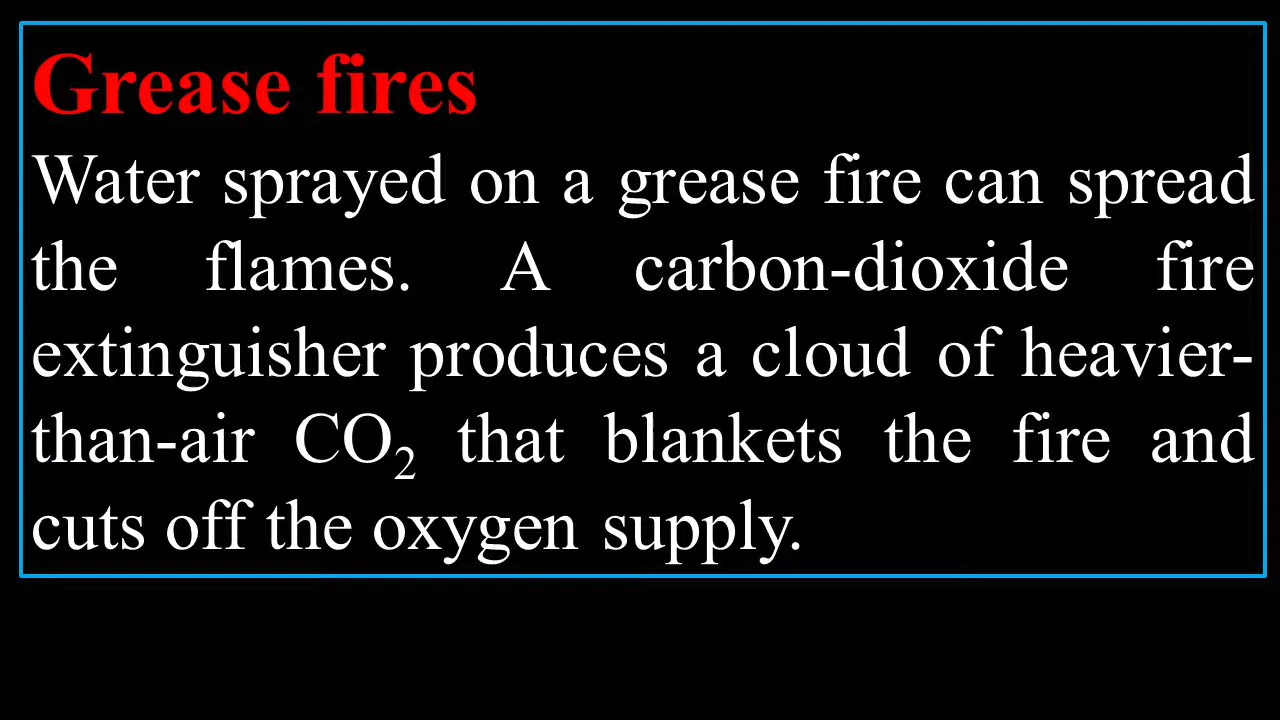 Grease fires
Water sprayed on a grease fire can spread
the flames. A carbon-dioxide fire
extinguisher produces a cloud of heavier-
than-air CO₂ that blankets the fire and
cuts off the oxygen supply.